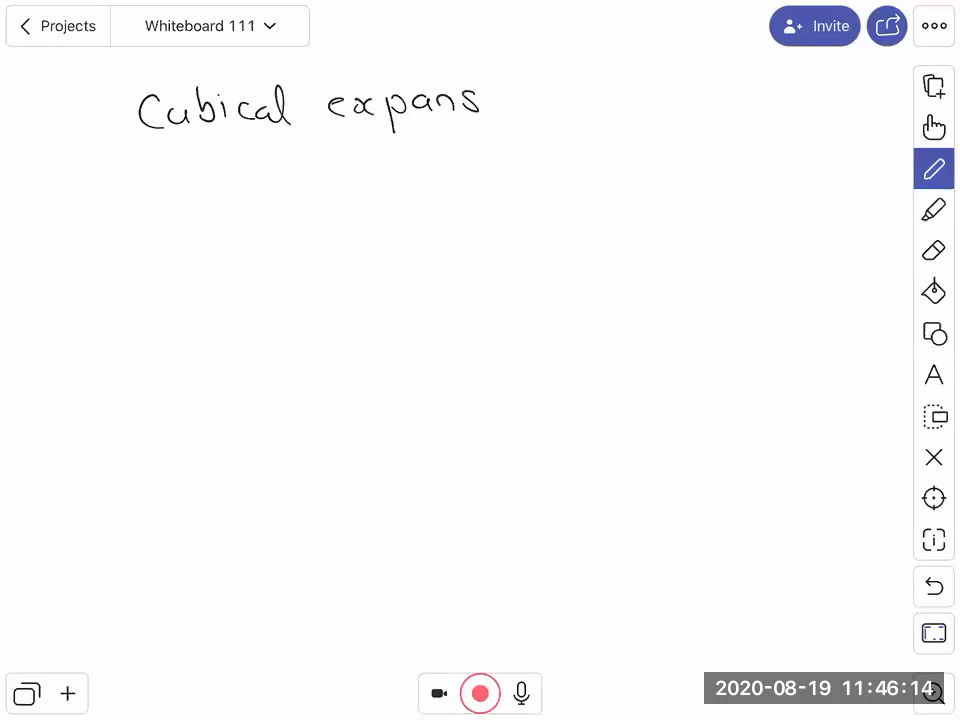 Projects
Whiteboard 111
Invite
Cubical expans
2020-08-19 11:46:14